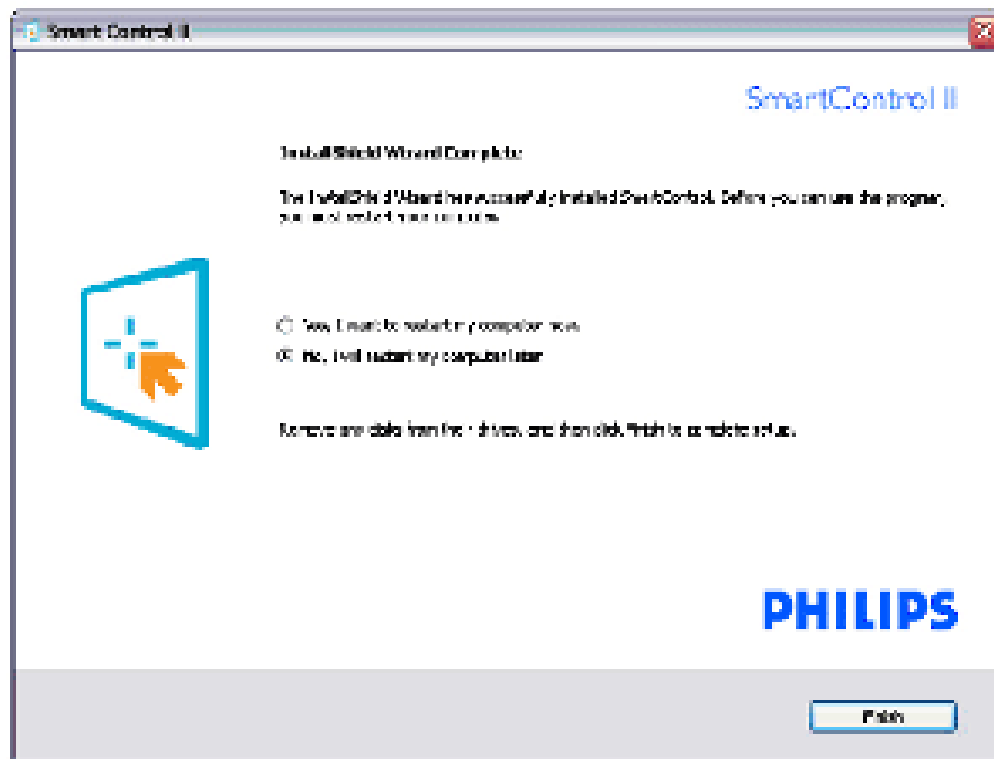 Smart Control II
SmartControl II
InstallShield Wizard Complete
The InstallShield Wizard has successfully installed SmartControl. Before you can use the program,
you must restart your computer.
Yes, I want to restart my computer now.
No, I will restart my computer later.
Remove any disks from their drives, and then click Finish to complete setup.
PHILIPS
Finish